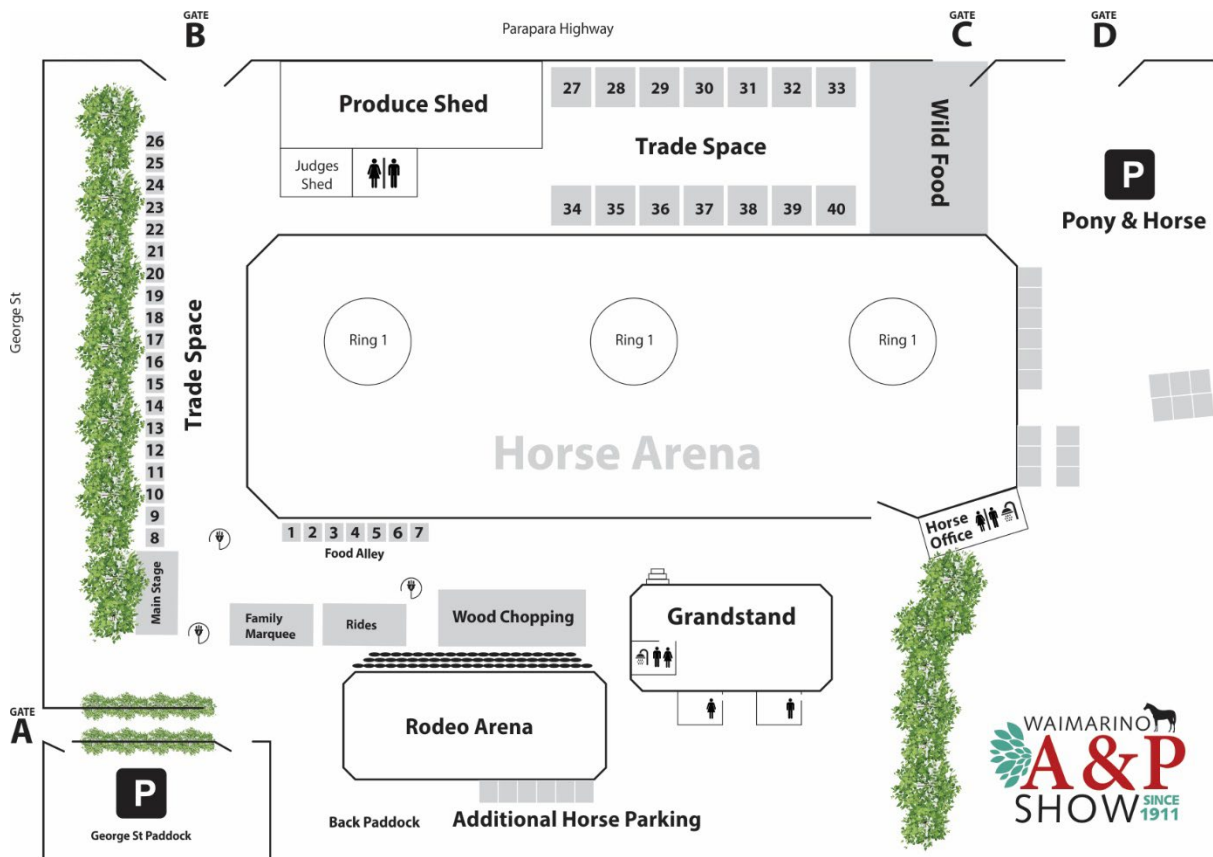 GATE
B
Parapara Highway
GATE
C
GATE
D
Produce Shed
Judges
Shed
27 28 29 30 31 32 33
Trade Space
34 35 36 37 38 39 40
Wild Food
P
Pony & Horse
George St
26
25
24
23
22
21
20
19
18
17
16
15
14
13
12
11
10
9
8
Trade Space
Ring 1
Ring 1
Ring 1
Horse Arena
1 2 3 4 5 6 7
Food Alley
Horse
Office
Main Stage
Family
Marquee
Rides
Wood Chopping
Grandstand
Rodeo Arena
GATE
A
P
George St Paddock
Back Paddock
Additional Horse Parking
WAIMARINO
A&P
SHOW
SINCE
1911